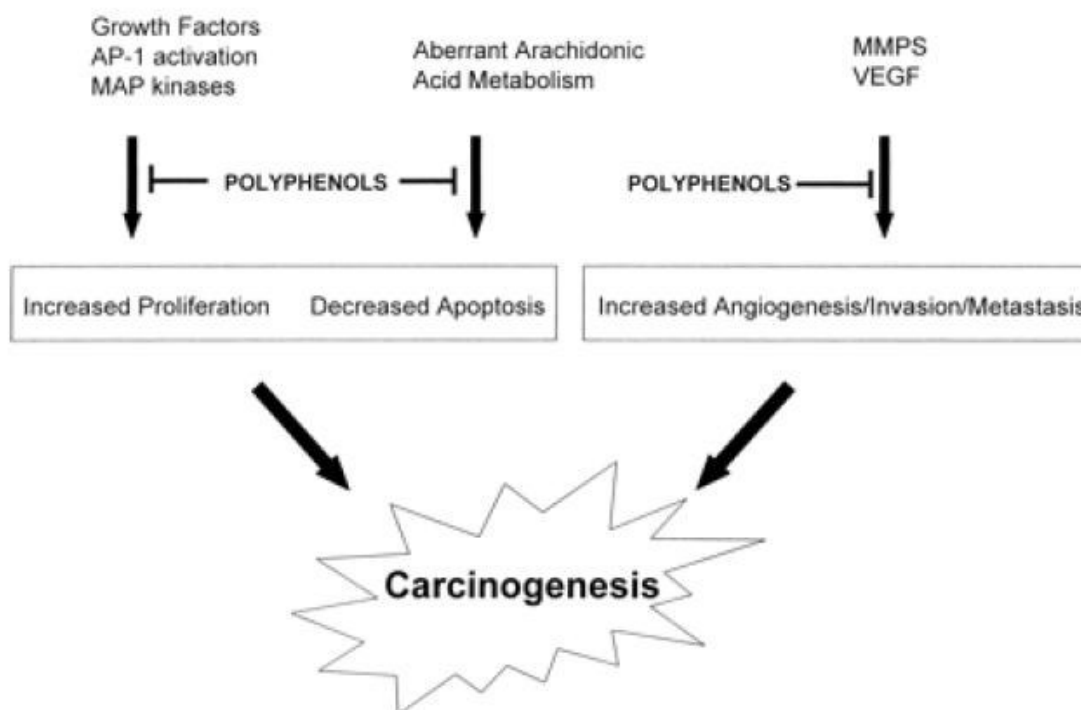 Growth Factors
AP-1 activation
MAP kinases
Aberrant Arachidonic
Acid Metabolism
MMPS
VEGF
POLYPHENOLS
POLYPHENOLS
Increased Proliferation
Decreased Apoptosis
Increased Angiogenesis/Invasion/Metastasis
Carcinogenesis